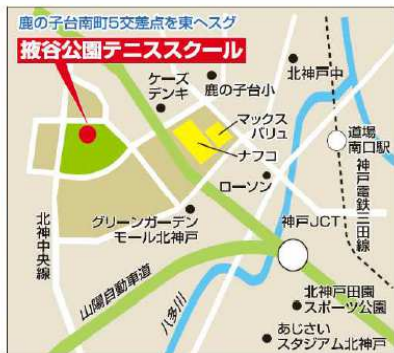 鹿の子台南町5交差点を東へスグ
掖谷公園テニススクール
ケーズ
デンキ
鹿の子台小
北神戸中
マックス
バリュ
ナフコ
道場
南口駅
ローソン
神戸電鉄三田線
北神中央線
グリーンガーデン
モール北神戸
神戸JCT
山陽自動車道
八多川
北神戸田園
スポーツ公園
あじさい
スタジアム北神戸